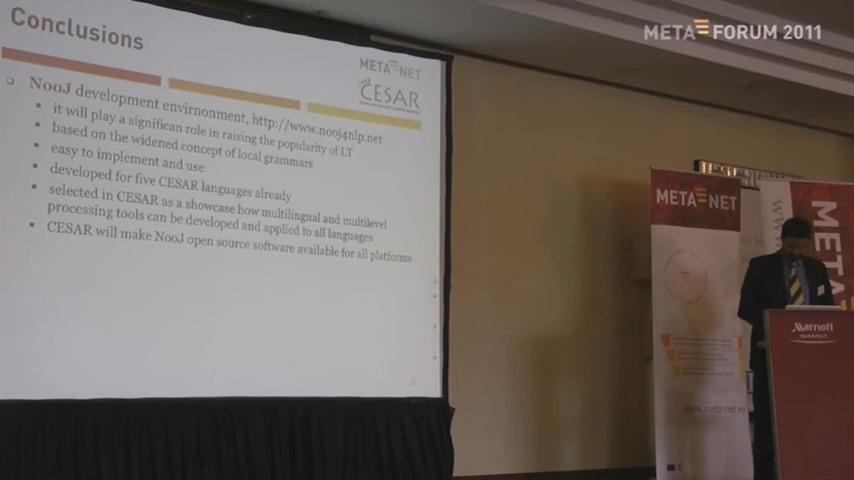 META FORUM 2011
Conclusions
META NET
CESAR
NooJ development envirnonment, http://www.nooj4nlp.net
it will play a significan role in raising the popularity of LT
based on the widened concept of local grammars
easy to implement and use
developed for five CESAR languages already
selected in CESAR as a showcase how multilingual and multilevel
processing tools can be developed and applied to all languages
CESAR will make NooJ open source software available for all platforms
META NET
META
Marriott
BUDAPEST